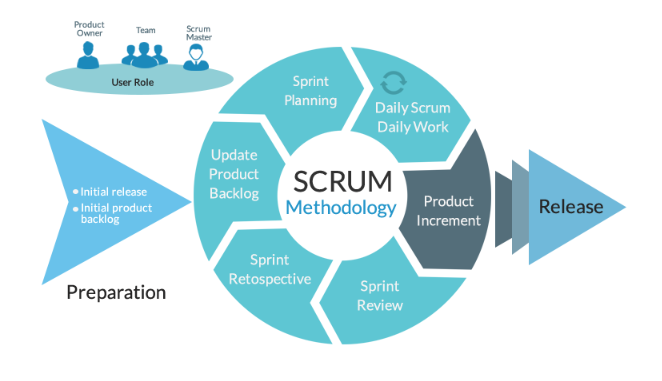 Product
Owner
Team
Scrum
Master
User Role
Sprint
Planning
Daily Scrum
Daily Work
Update
Product
Backlog
SCRUM
Methodology
Product
Increment
Release
• Initial release
• Initial product
backlog
Preparation
Sprint
Retospective
Sprint
Review